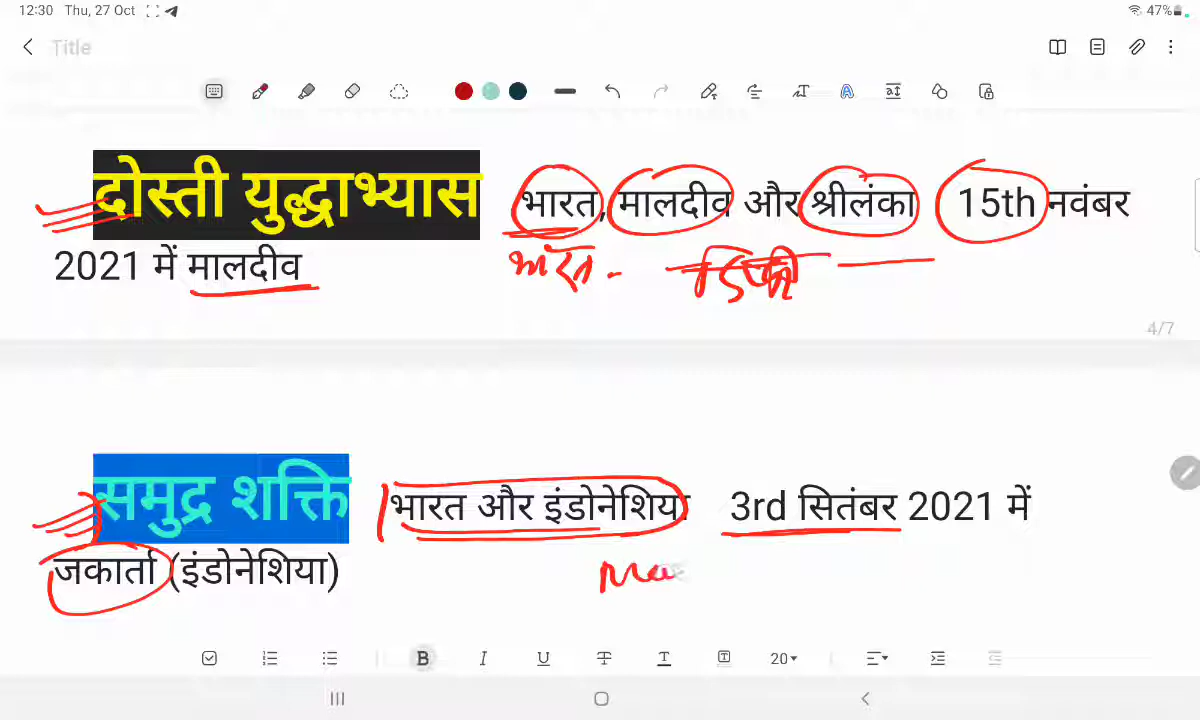 12:30 Thu, 27 Oct 47%
Title
दोस्ती युद्धाभ्यास भारत, मालदीव और श्रीलंका 15th नवंबर
2021 में मालदीव
4/7
समुद्र शक्ति भारत और इंडोनेशिया 3rd सितंबर 2021 में
जकार्ता (इंडोनेशिया)
B I U T T T 20